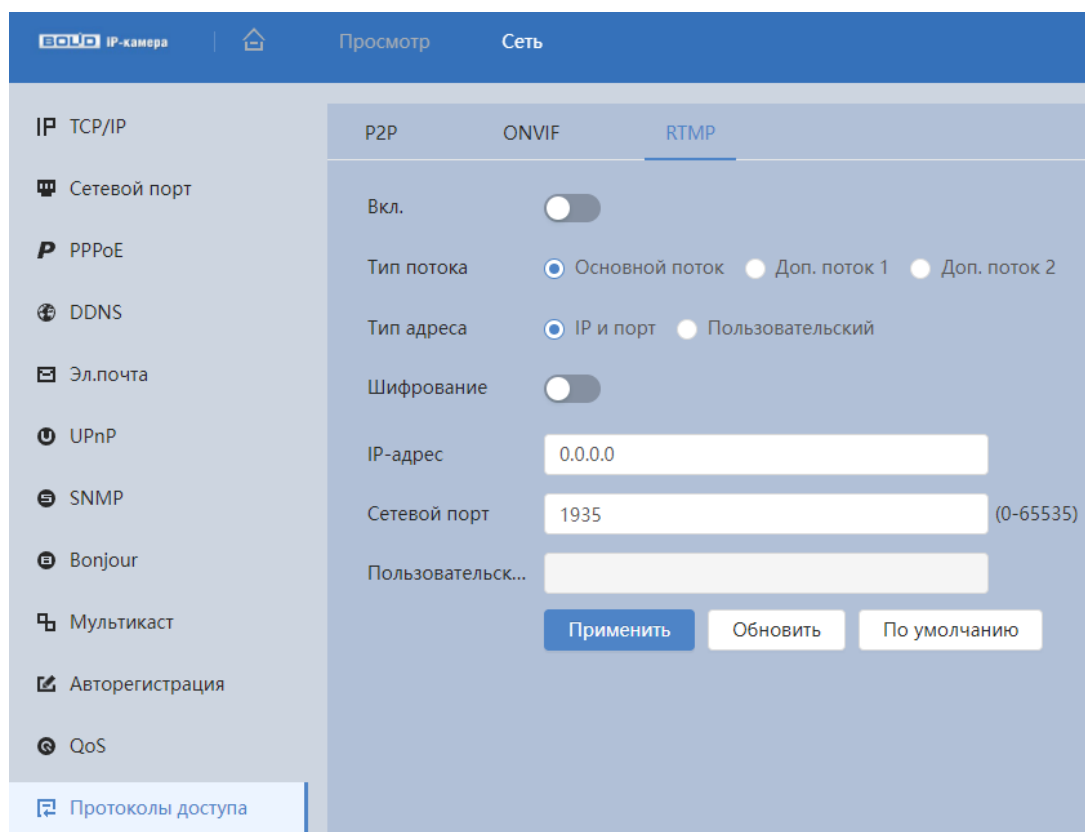 BOLID IP-камера
Просмотр
Сеть
TCP/IP
Сетевой порт
PPPoE
DDNS
Эл.почта
UPnP
SNMP
Bonjour
Мультикаст
Авторегистрация
QoS
Протоколы доступа
P2P ONVIF RTMP
Вкл.
Тип потока Основной поток Доп. поток 1 Доп. поток 2
Тип адреса IP и порт Пользовательский
Шифрование
IP-адрес 0.0.0.0
Сетевой порт 1935 (0-65535)
Пользовательск...
Применить Обновить По умолчанию